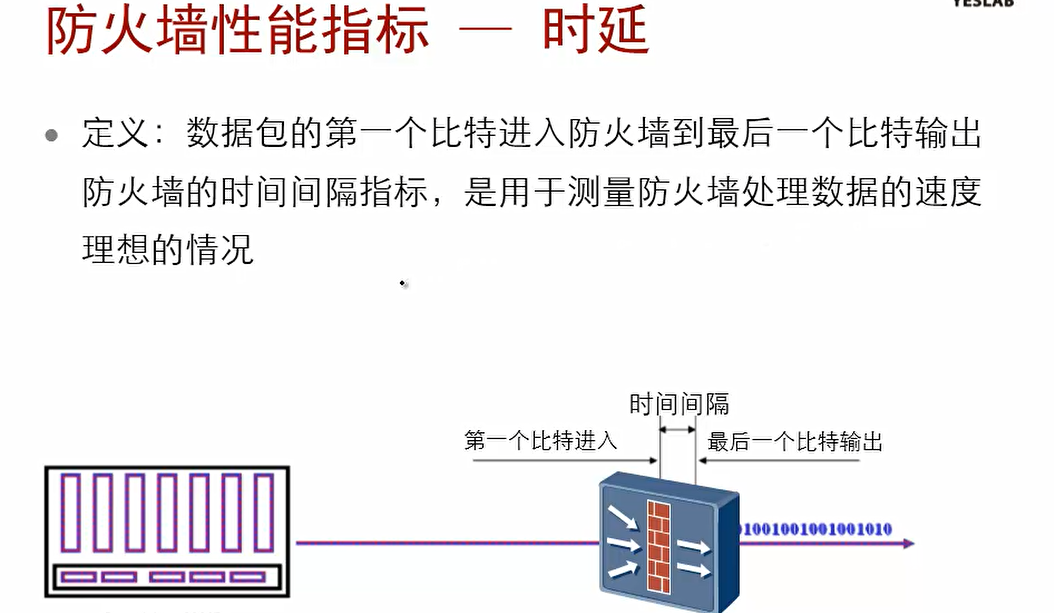 YESLAB
防火墙性能指标 — 时延
定义：数据包的第一个比特进入防火墙到最后一个比特输出
防火墙的时间间隔指标，是用于测量防火墙处理数据的速度
理想的情况
时间间隔
第一个比特进入
最后一个比特输出
01001001001001010